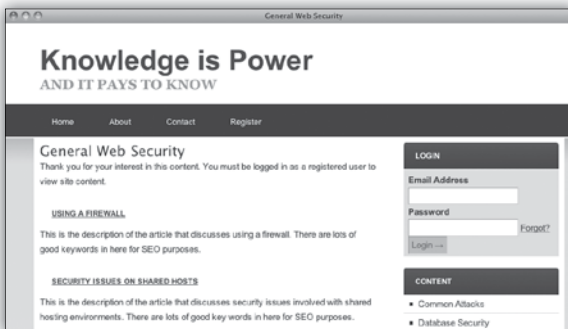 General Web Security
Knowledge is Power
AND IT PAYS TO KNOW
Home About Contact Register
General Web Security
Thank you for your interest in this content. You must be logged in as a registered user to
view site content.
USING A FIREWALL
This is the description of the article that discusses using a firewall. There are lots of
good keywords in here for SEO purposes.
SECURITY ISSUES ON SHARED HOSTS
This is the description of the article that discusses security issues involved with shared
hosting environments. There are lots of good key words in here for SEO purposes.
LOGIN
Email Address
Password
Forgot?
Login →
CONTENT
Common Attacks
Database Security